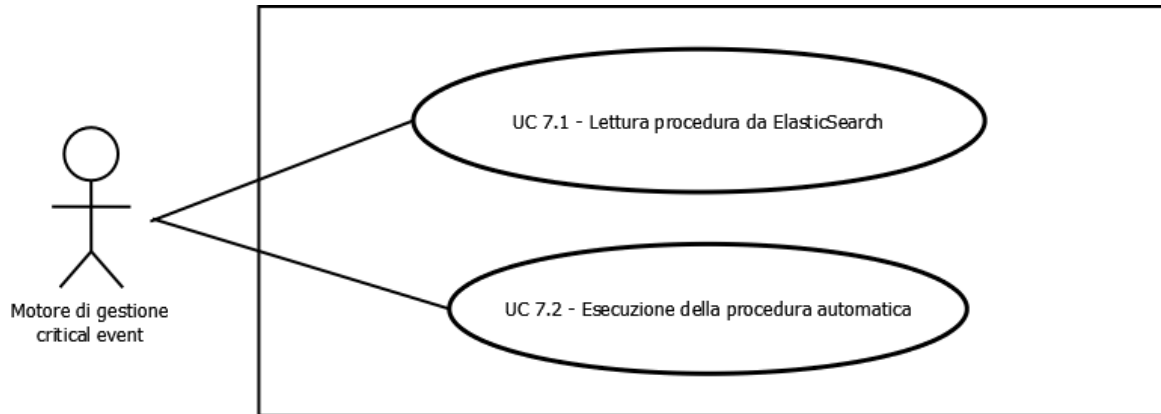 UC 7.1 - Lettura procedura da ElasticSearch
UC 7.2 - Esecuzione della procedura automatica
Motore di gestione
critical event